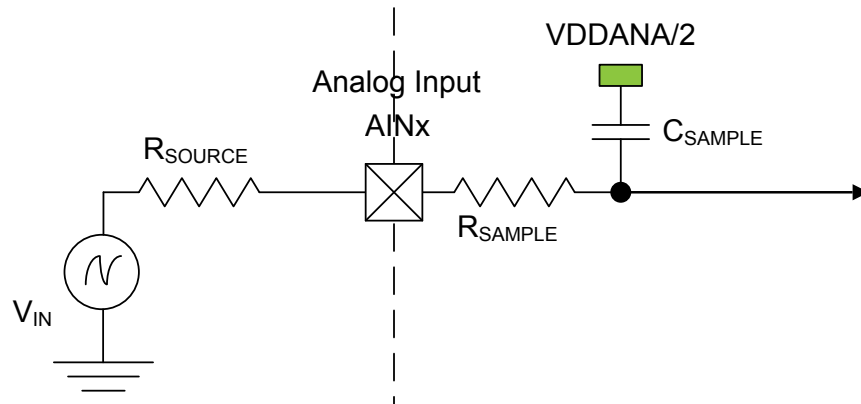 VDDANA/2
Analog Input
AINx
CSAMPLE
RSOURCE
RSAMPLE
VIN